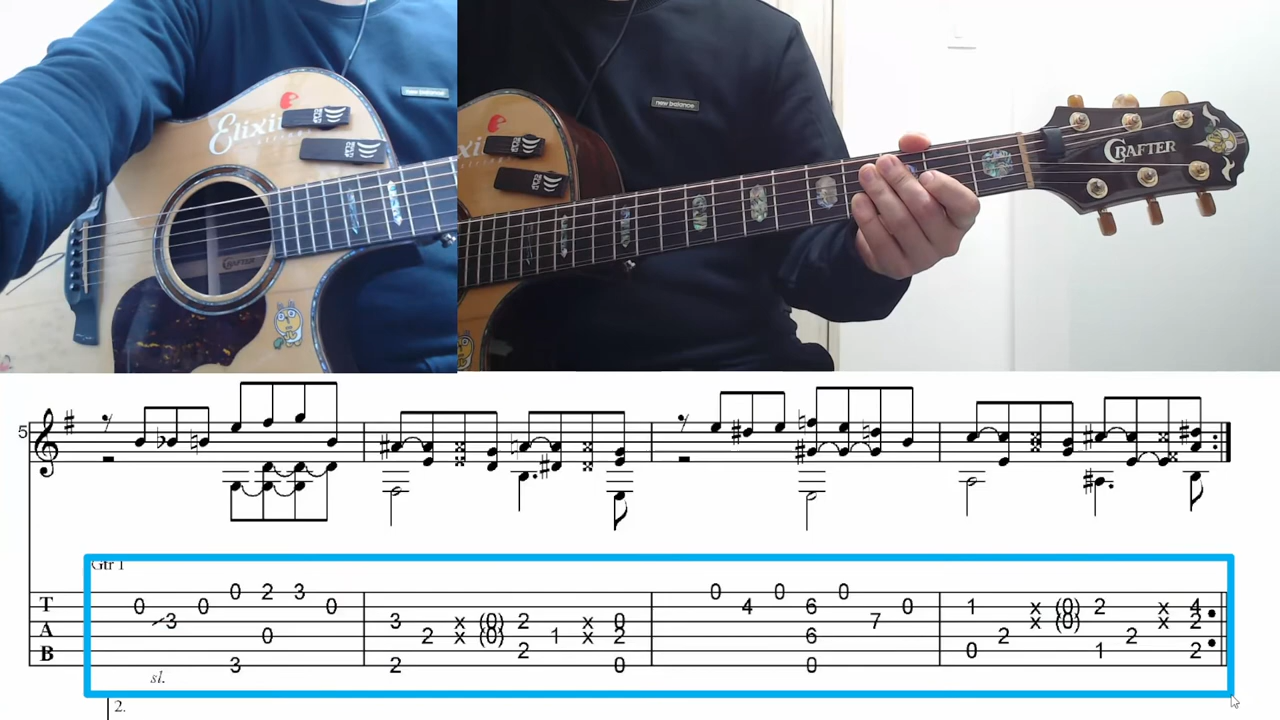 Elixir
STRINGS
new balance
new balance
CRAFTER
CRAFTER
5
Gtr 1
0 3 0 0 2 3 0
0
3
sl.
3 2 x (0) 2 1 x 0
x (0) x 2
2 2 0
0 4 0 6 0 7 0
6
0
1 2 x (0) 2 2 x 4
x (0) x 2
0 1 2
T
A
B
2.